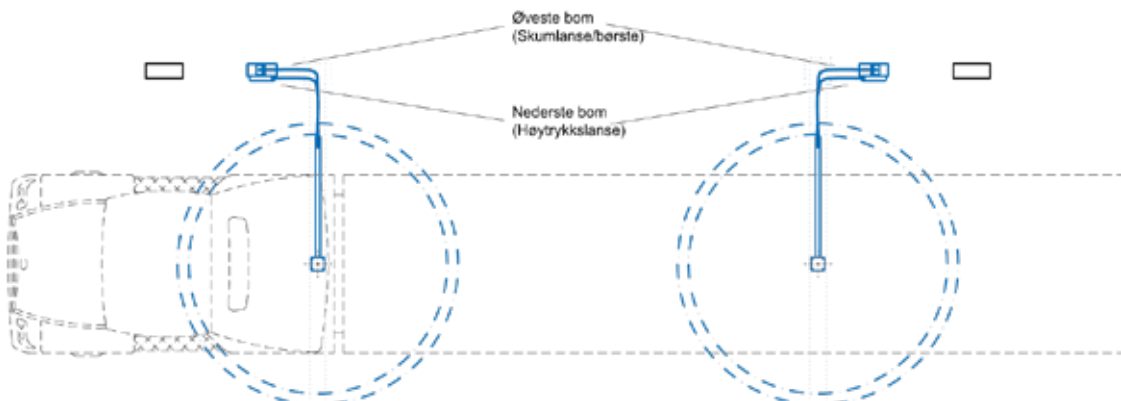 Øveste bom
(Skumlanse/børste)
Nederste bom
(Høytrykkslanse)